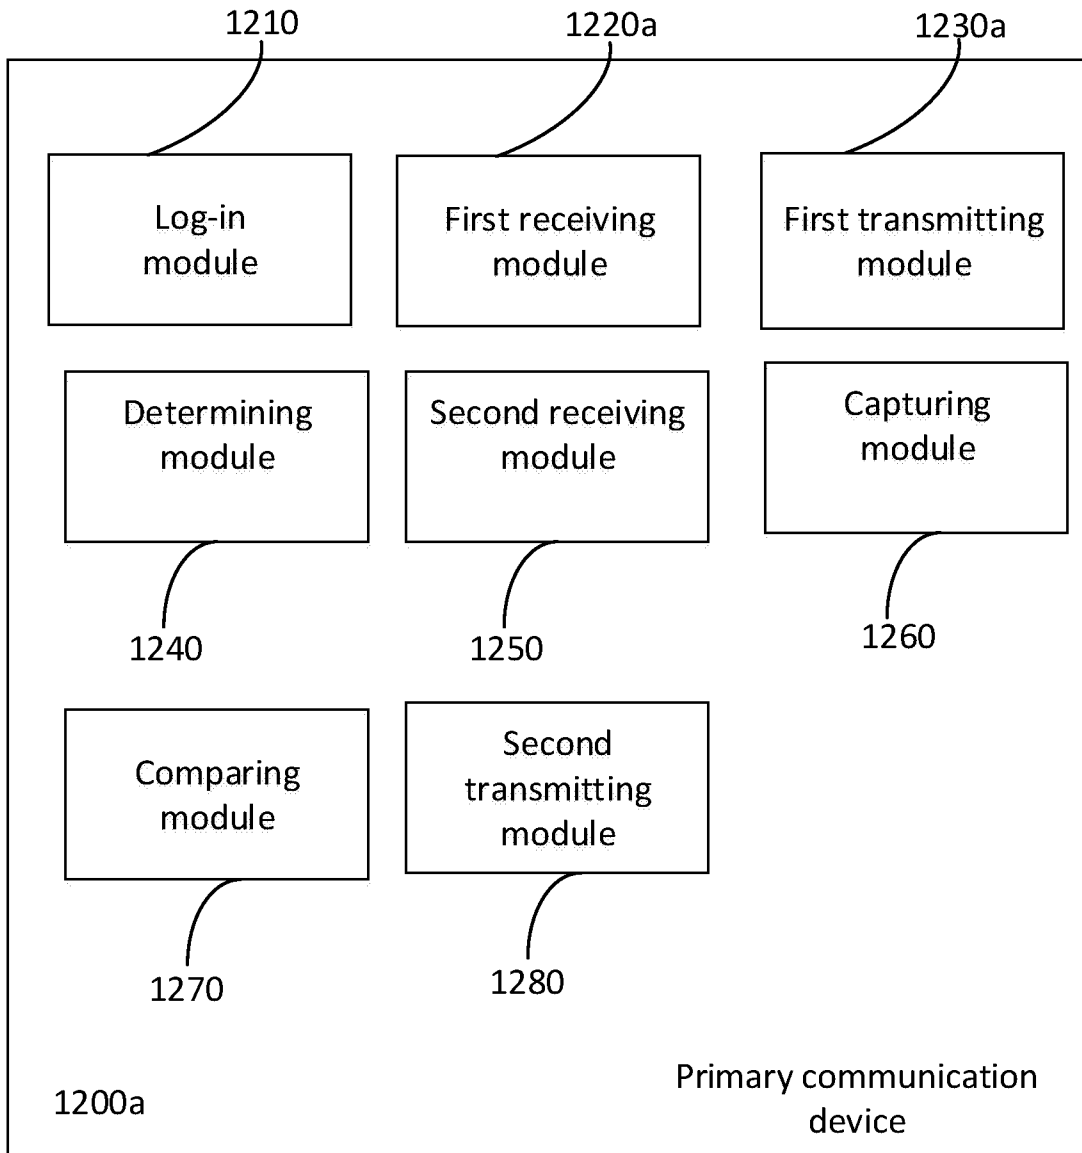 1210
1220a
1230a
Log-in
module
First receiving
module
First transmitting
module
Determining
module
Second receiving
module
Capturing
module
1240
1250
1260
Comparing
module
Second
transmitting
module
1270
1280
1200a
Primary communication
device